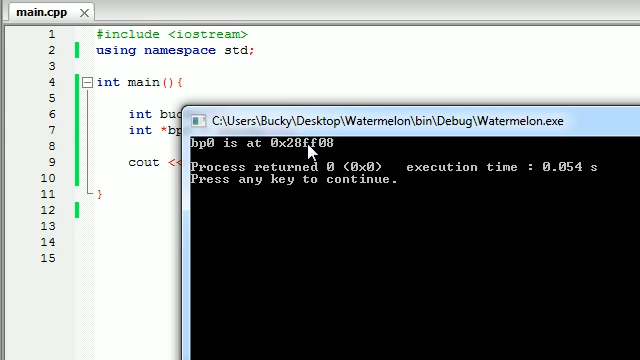 main.cpp
1 #include <iostream>
2 using namespace std;
3
4 int main(){
5
6 int buc
7 int *bp
8
9 cout <<
10
11 }
12
13
14
15
C:\Users\Bucky\Desktop\Watermelon\bin\Debug\Watermelon.exe
bp0 is at 0x28ff08
Process returned 0 (0x0) execution time : 0.054 s
Press any key to continue.